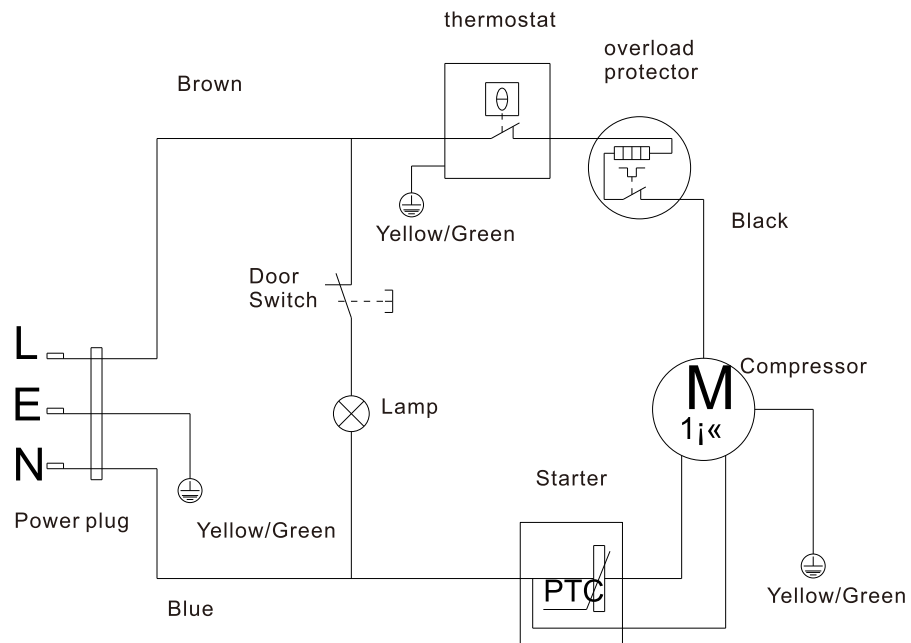 thermostat
overload
protector
Brown
Yellow/Green
Black
Door
Switch
L
Compressor
M
1¡«
E
Lamp
N
Starter
Power plug
Yellow/Green
PTC
Yellow/Green
Blue